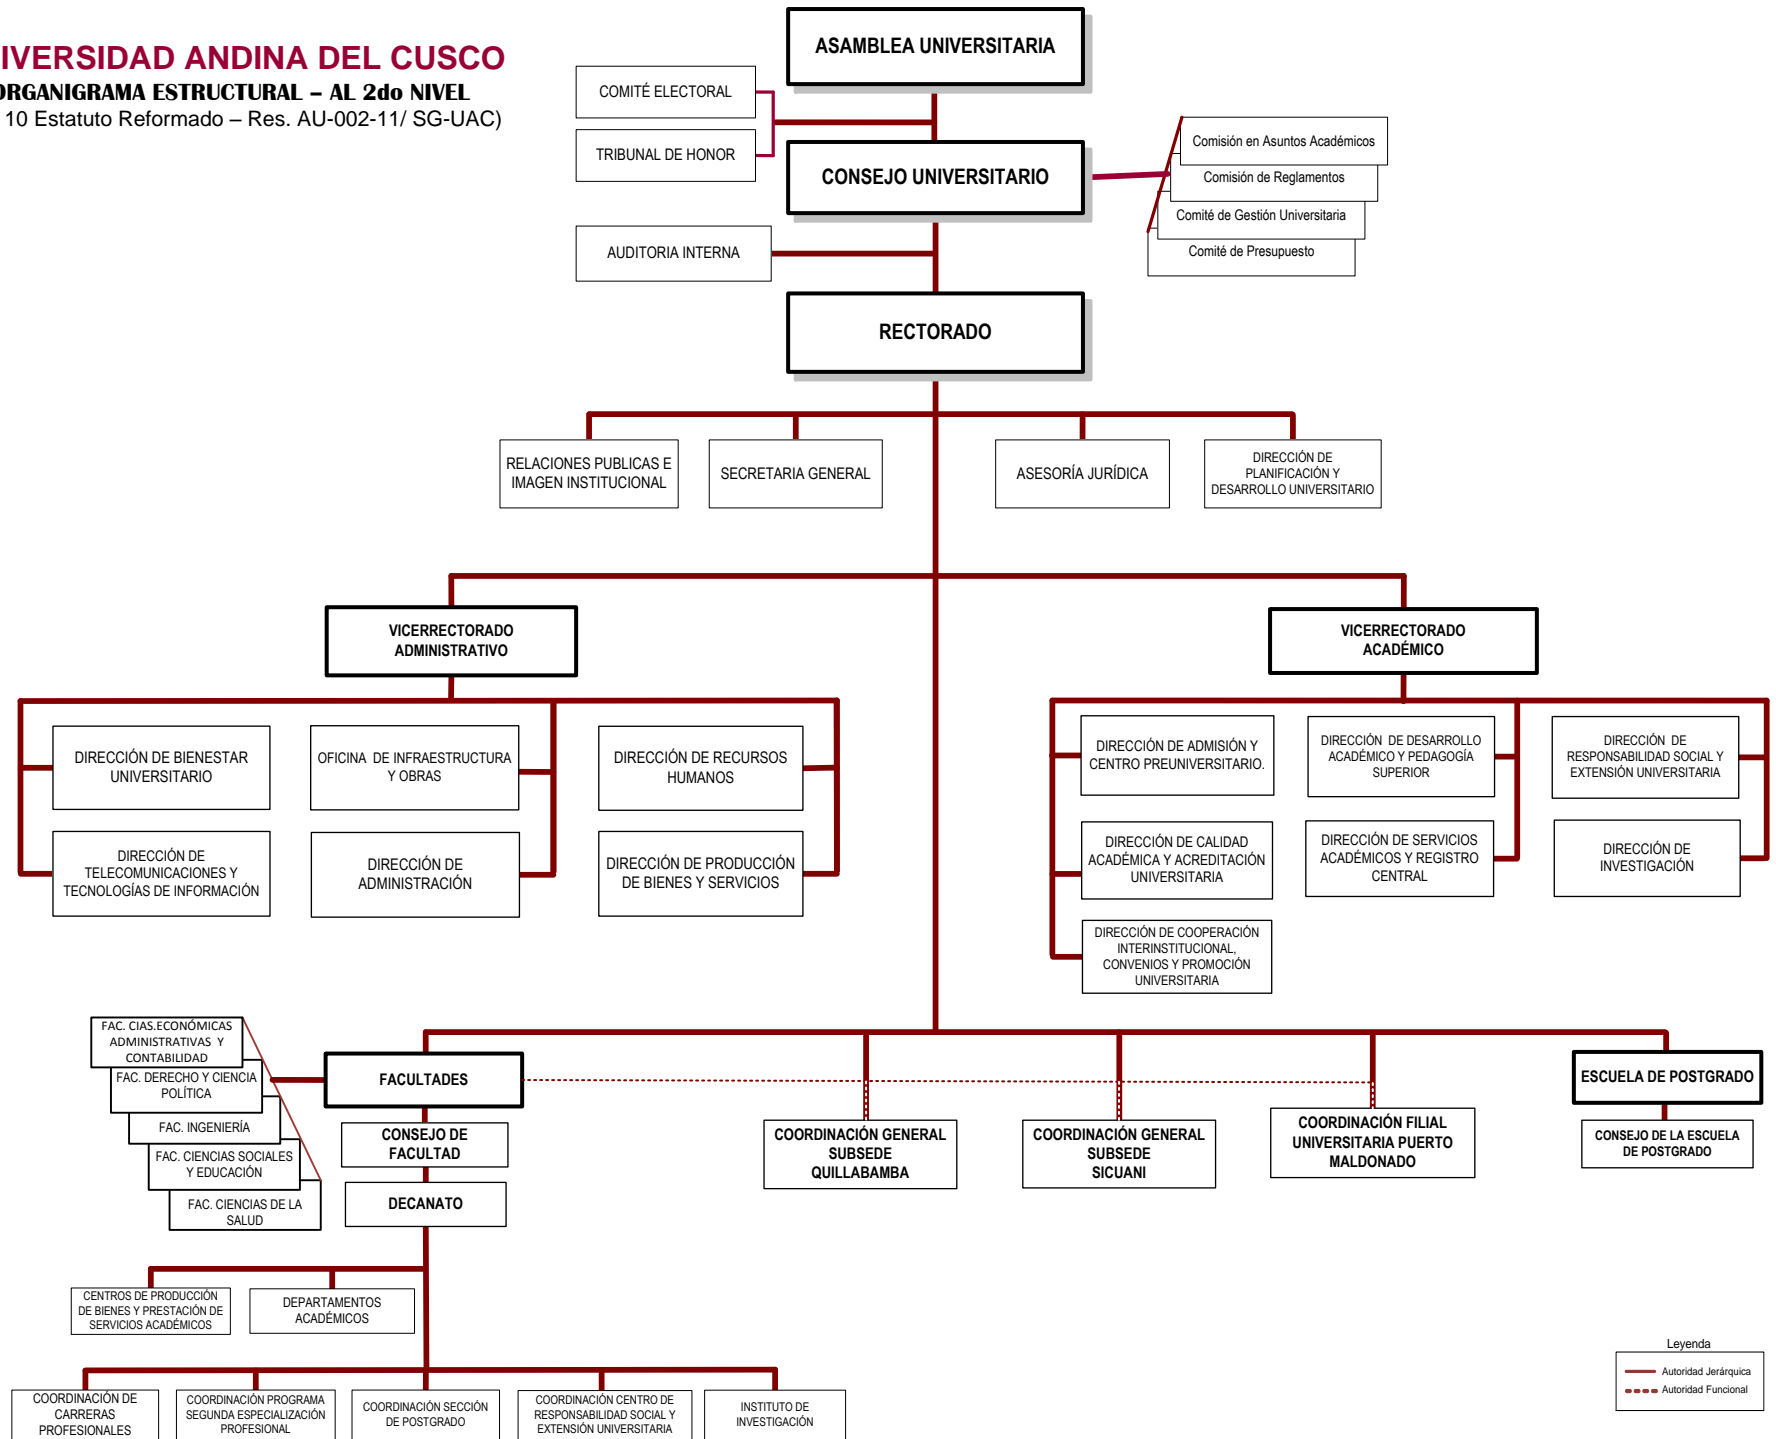 IVERSIDAD ANDINA DEL CUSCO
ORGANIGRAMA ESTRUCTURAL – AL 2do NIVEL
10 Estatuto Reformado – Res. AU-002-11/ SG-UAC)
ASAMBLEA UNIVERSITARIA
COMITÉ ELECTORAL
TRIBUNAL DE HONOR
CONSEJO UNIVERSITARIO
Comisión en Asuntos Académicos
Comisión de Reglamentos
Comité de Gestión Universitaria
Comité de Presupuesto
AUDITORIA INTERNA
RECTORADO
RELACIONES PUBLICAS E
IMAGEN INSTITUCIONAL
SECRETARIA GENERAL
ASESORÍA JURÍDICA
DIRECCIÓN DE
PLANIFICACIÓN Y
DESARROLLO UNIVERSITARIO
VICERRECTORADO
ADMINISTRATIVO
VICERRECTORADO
ACADÉMICO
DIRECCIÓN DE BIENESTAR
UNIVERSITARIO
OFICINA DE INFRAESTRUCTURA
Y OBRAS
DIRECCIÓN DE RECURSOS
HUMANOS
DIRECCIÓN DE
TELECOMUNICACIONES Y
TECNOLOGÍAS DE INFORMACIÓN
DIRECCIÓN DE
ADMINISTRACIÓN
DIRECCIÓN DE PRODUCCIÓN
DE BIENES Y SERVICIOS
DIRECCIÓN DE ADMISIÓN Y
CENTRO PREUNIVERSITARIO.
DIRECCIÓN DE DESARROLLO
ACADÉMICO Y PEDAGOGÍA
SUPERIOR
DIRECCIÓN DE
RESPONSABILIDAD SOCIAL Y
EXTENSIÓN UNIVERSITARIA
DIRECCIÓN DE CALIDAD
ACADÉMICA Y ACREDITACIÓN
UNIVERSITARIA
DIRECCIÓN DE SERVICIOS
ACADÉMICOS Y REGISTRO
CENTRAL
DIRECCIÓN DE
INVESTIGACIÓN
DIRECCIÓN DE COOPERACIÓN
INTERINSTITUCIONAL,
CONVENIOS Y PROMOCIÓN
UNIVERSITARIA
FAC. CIAS.ECONÓMICAS
ADMINISTRATIVAS Y
CONTABILIDAD
FAC. DERECHO Y CIENCIA
POLÍTICA
FAC. INGENIERÍA
FAC. CIENCIAS SOCIALES
Y EDUCACIÓN
FAC. CIENCIAS DE LA
SALUD
FACULTADES
CONSEJO DE
FACULTAD
DECANATO
COORDINACIÓN GENERAL
SUBSEDE
QUILLABAMBA
COORDINACIÓN GENERAL
SUBSEDE
SICUANI
COORDINACIÓN FILIAL
UNIVERSITARIA PUERTO
MALDONADO
ESCUELA DE POSTGRADO
CONSEJO DE LA ESCUELA
DE POSTGRADO
CENTROS DE PRODUCCIÓN
DE BIENES Y PRESTACIÓN DE
SERVICIOS ACADÉMICOS
DEPARTAMENTOS
ACADÉMICOS
COORDINACIÓN DE
CARRERAS
PROFESIONALES
COORDINACIÓN PROGRAMA
SEGUNDA ESPECIALIZACIÓN
PROFESIONAL
COORDINACIÓN SECCIÓN
DE POSTGRADO
COORDINACIÓN CENTRO DE
RESPONSABILIDAD SOCIAL Y
EXTENSIÓN UNIVERSITARIA
INSTITUTO DE
INVESTIGACIÓN
Leyenda
Autoridad Jerárquica
Autoridad Funcional